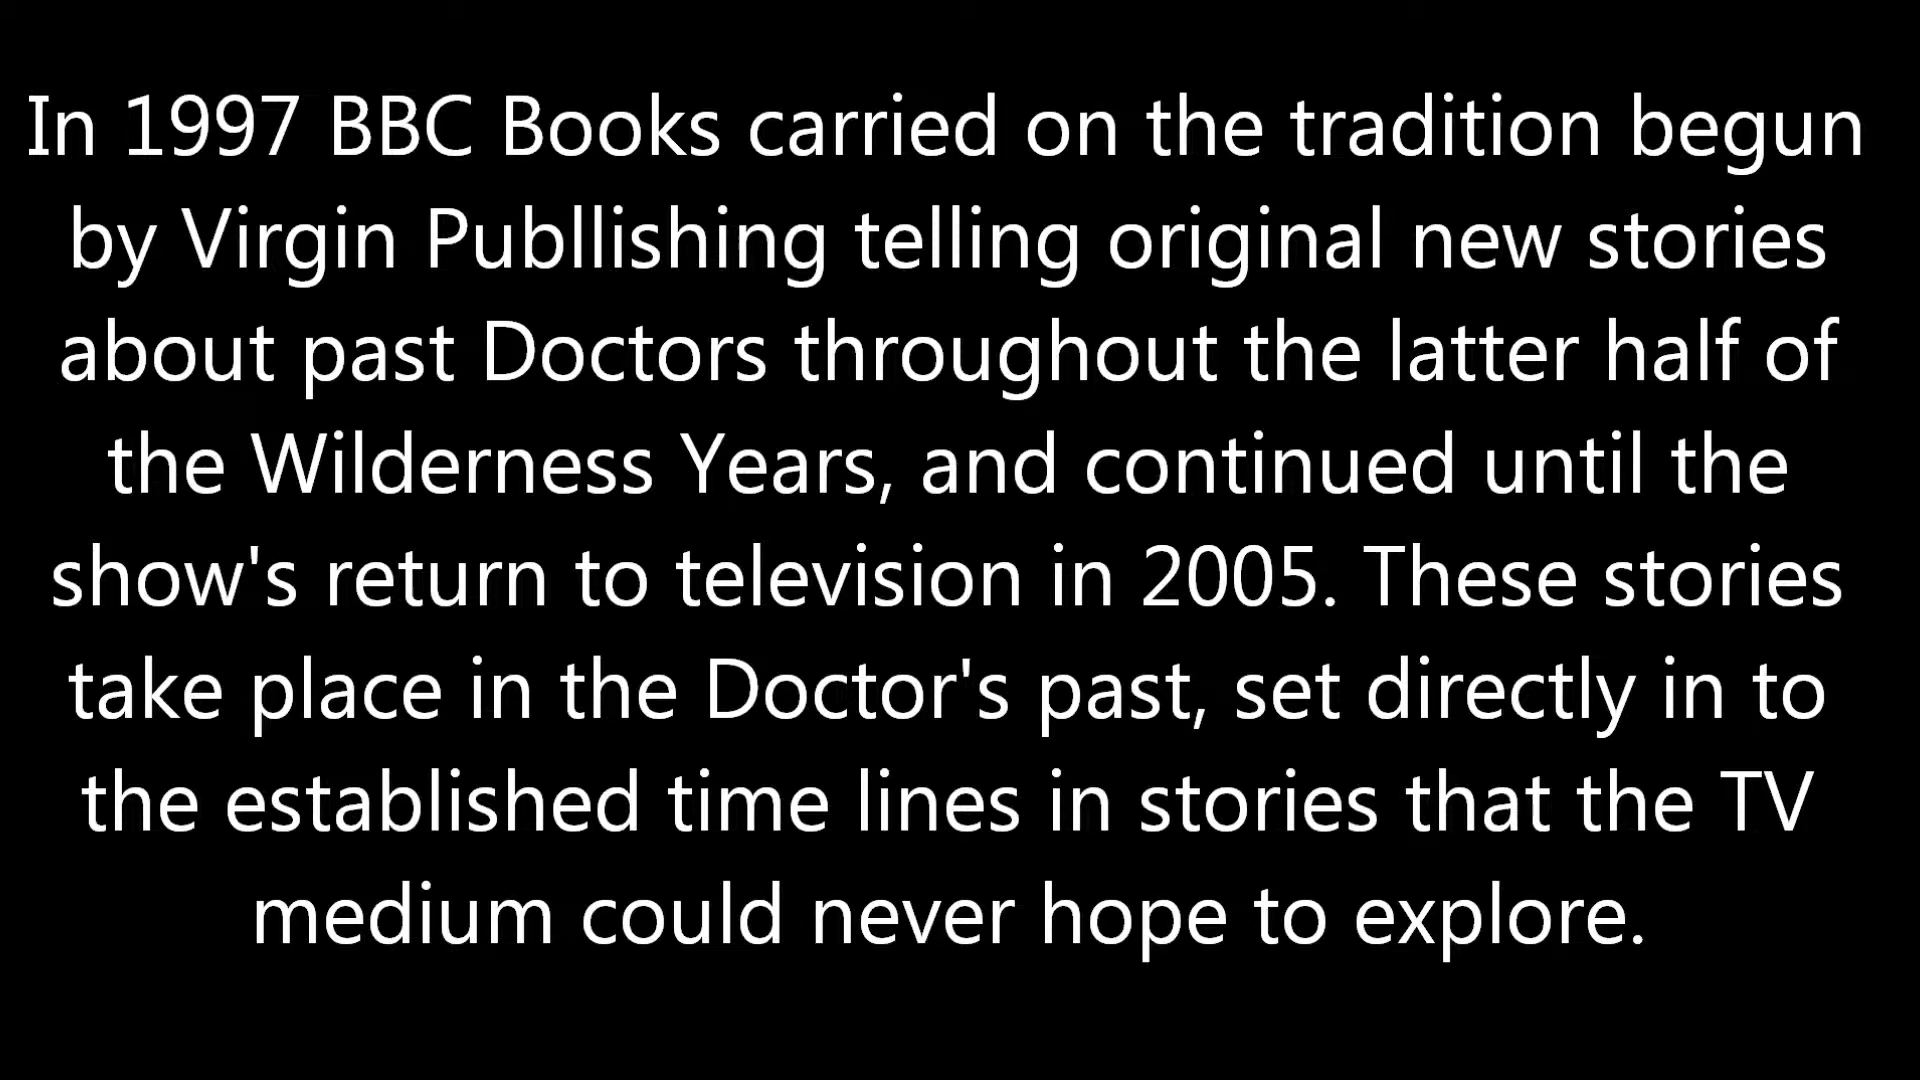 In 1997 BBC Books carried on the tradition begun
by Virgin Publlishing telling original new stories
about past Doctors throughout the latter half of
the Wilderness Years, and continued until the
show's return to television in 2005. These stories
take place in the Doctor's past, set directly in to
the established time lines in stories that the TV
medium could never hope to explore.